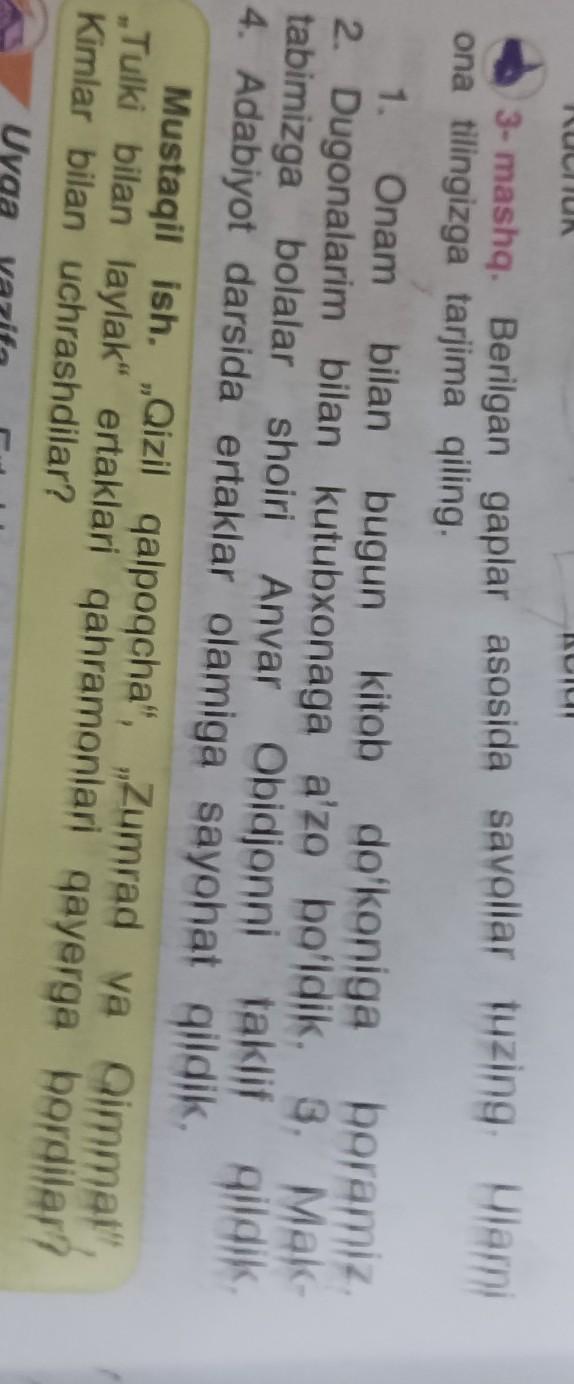 3- mashq. Berilgan gaplar asosida savollar tuzing. Ularni
ona tilingizga tarjima qiling.
1. Onam bilan bugun kitob do‘koniga boramiz.
2. Dugonalarim bilan kutubxonaga a’zo bo‘ldik. 3. Mak-
tabimizga bolalar shoiri Anvar Obidjonni taklif qildik.
4. Adabiyot darsida ertaklar olamiga sayohat qildik.
Mustaqil ish. „Qizil qalpoqcha“, „Zumrad va Qimmat“,
„Tulki bilan laylak“ ertaklari qahramonlari qayerga bordilar?
Kimlar bilan uchrashdilar?
Uyga vazifa